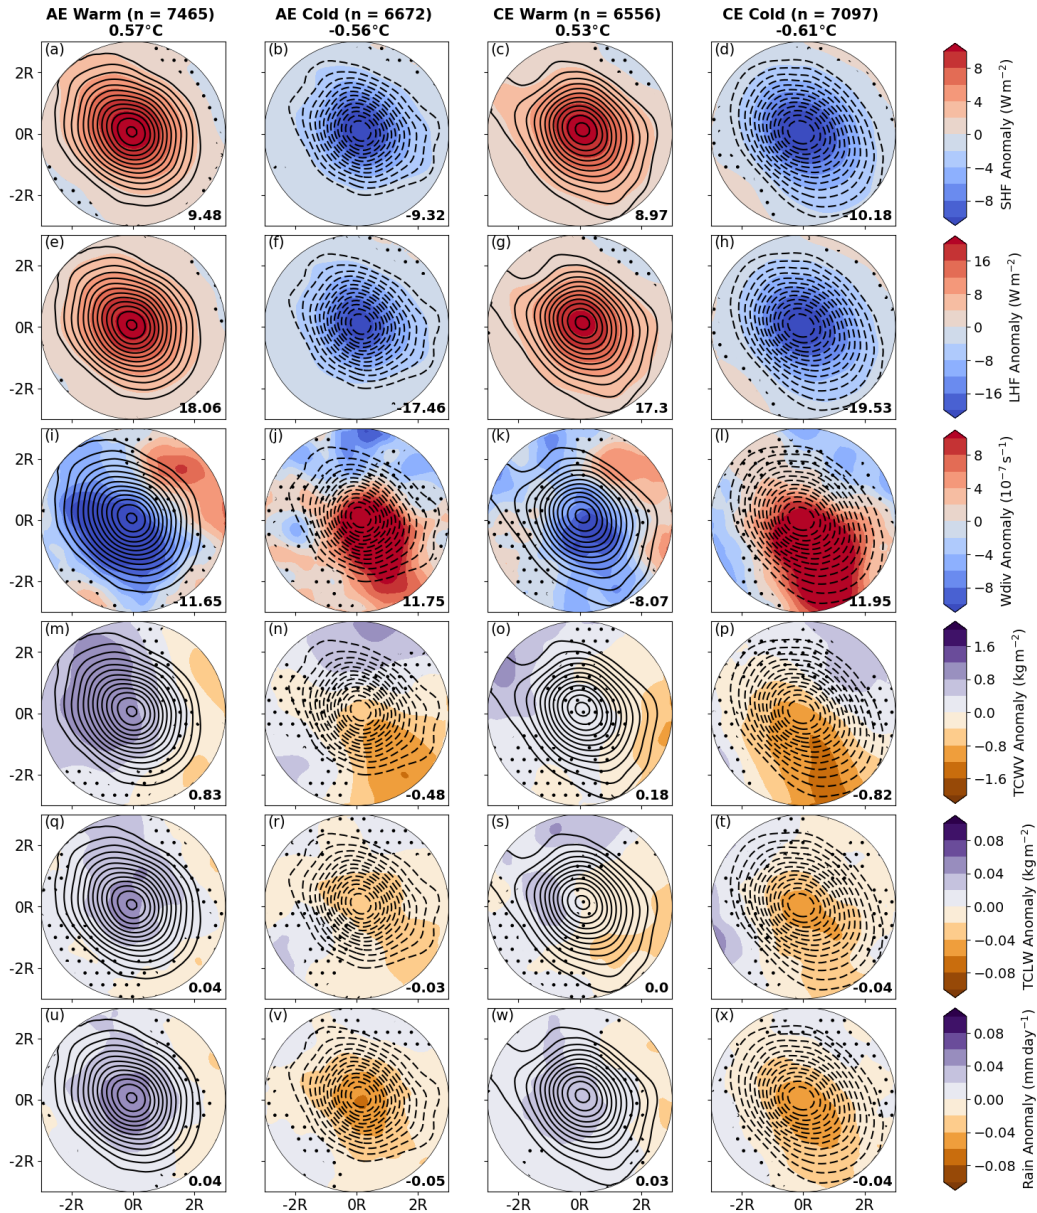 AE Warm (n = 7465) AE Cold (n = 6672) CE Warm (n = 6556) CE Cold (n = 7097)
0.57°C -0.56°C 0.53°C -0.61°C
(a) (b) (c) (d)
2R
0R
-2R
9.48 -9.32 8.97 -10.18
8
4
0
−4
−8
SHF Anomaly (W m−2)
(e) (f) (g) (h)
2R
0R
-2R
18.06 -17.46 17.3 -19.53
16
8
0
−8
−16
LHF Anomaly (W m−2)
(i) (j) (k) (l)
2R
0R
-2R
-11.65 11.75 -8.07 11.95
8
4
0
−4
−8
Wdiv Anomaly (10−7 s−1)
(m) (n) (o) (p)
2R
0R
-2R
0.83 -0.48 0.18 -0.82
1.6
0.8
0.0
−0.8
−1.6
TCWV Anomaly (kg m−2)
(q) (r) (s) (t)
2R
0R
-2R
0.04 -0.03 0.0 -0.04
0.08
0.04
0.00
−0.04
−0.08
TCLW Anomaly (kg m−2)
(u) (v) (w) (x)
2R
0R
-2R
0.04 -0.05 0.03 -0.04
0.08
0.04
0.00
−0.04
−0.08
Rain Anomaly (mm day−1)
-2R 0R 2R -2R 0R 2R -2R 0R 2R -2R 0R 2R